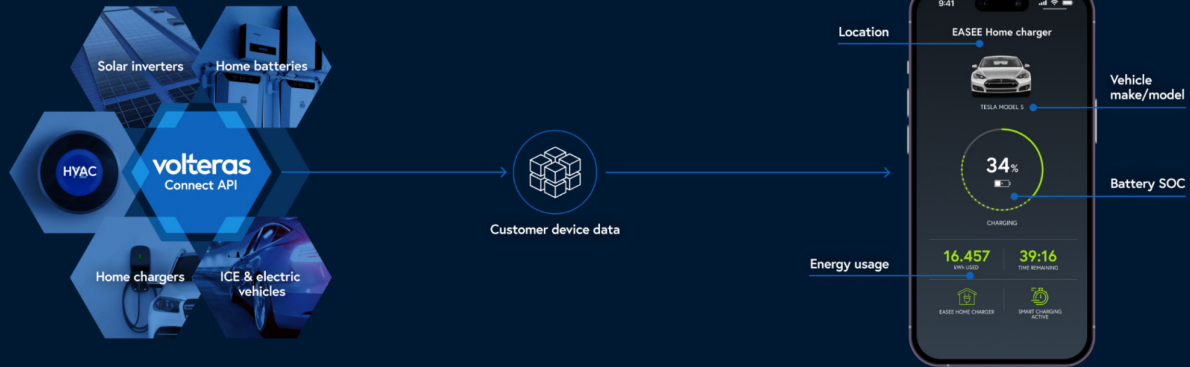 Solar inverters
Home batteries
HVAC
volteras
Connect API
Home chargers
ICE & electric
vehicles
Customer device data
Location
Energy usage
9:41
EASEE Home charger
TESLA MODEL S
34%
CHARGING
16.457
kWh USED
39:16
TIME REMAINING
EASEE HOME CHARGER
SMART CHARGING
ACTIVE
Vehicle
make/model
Battery SOC